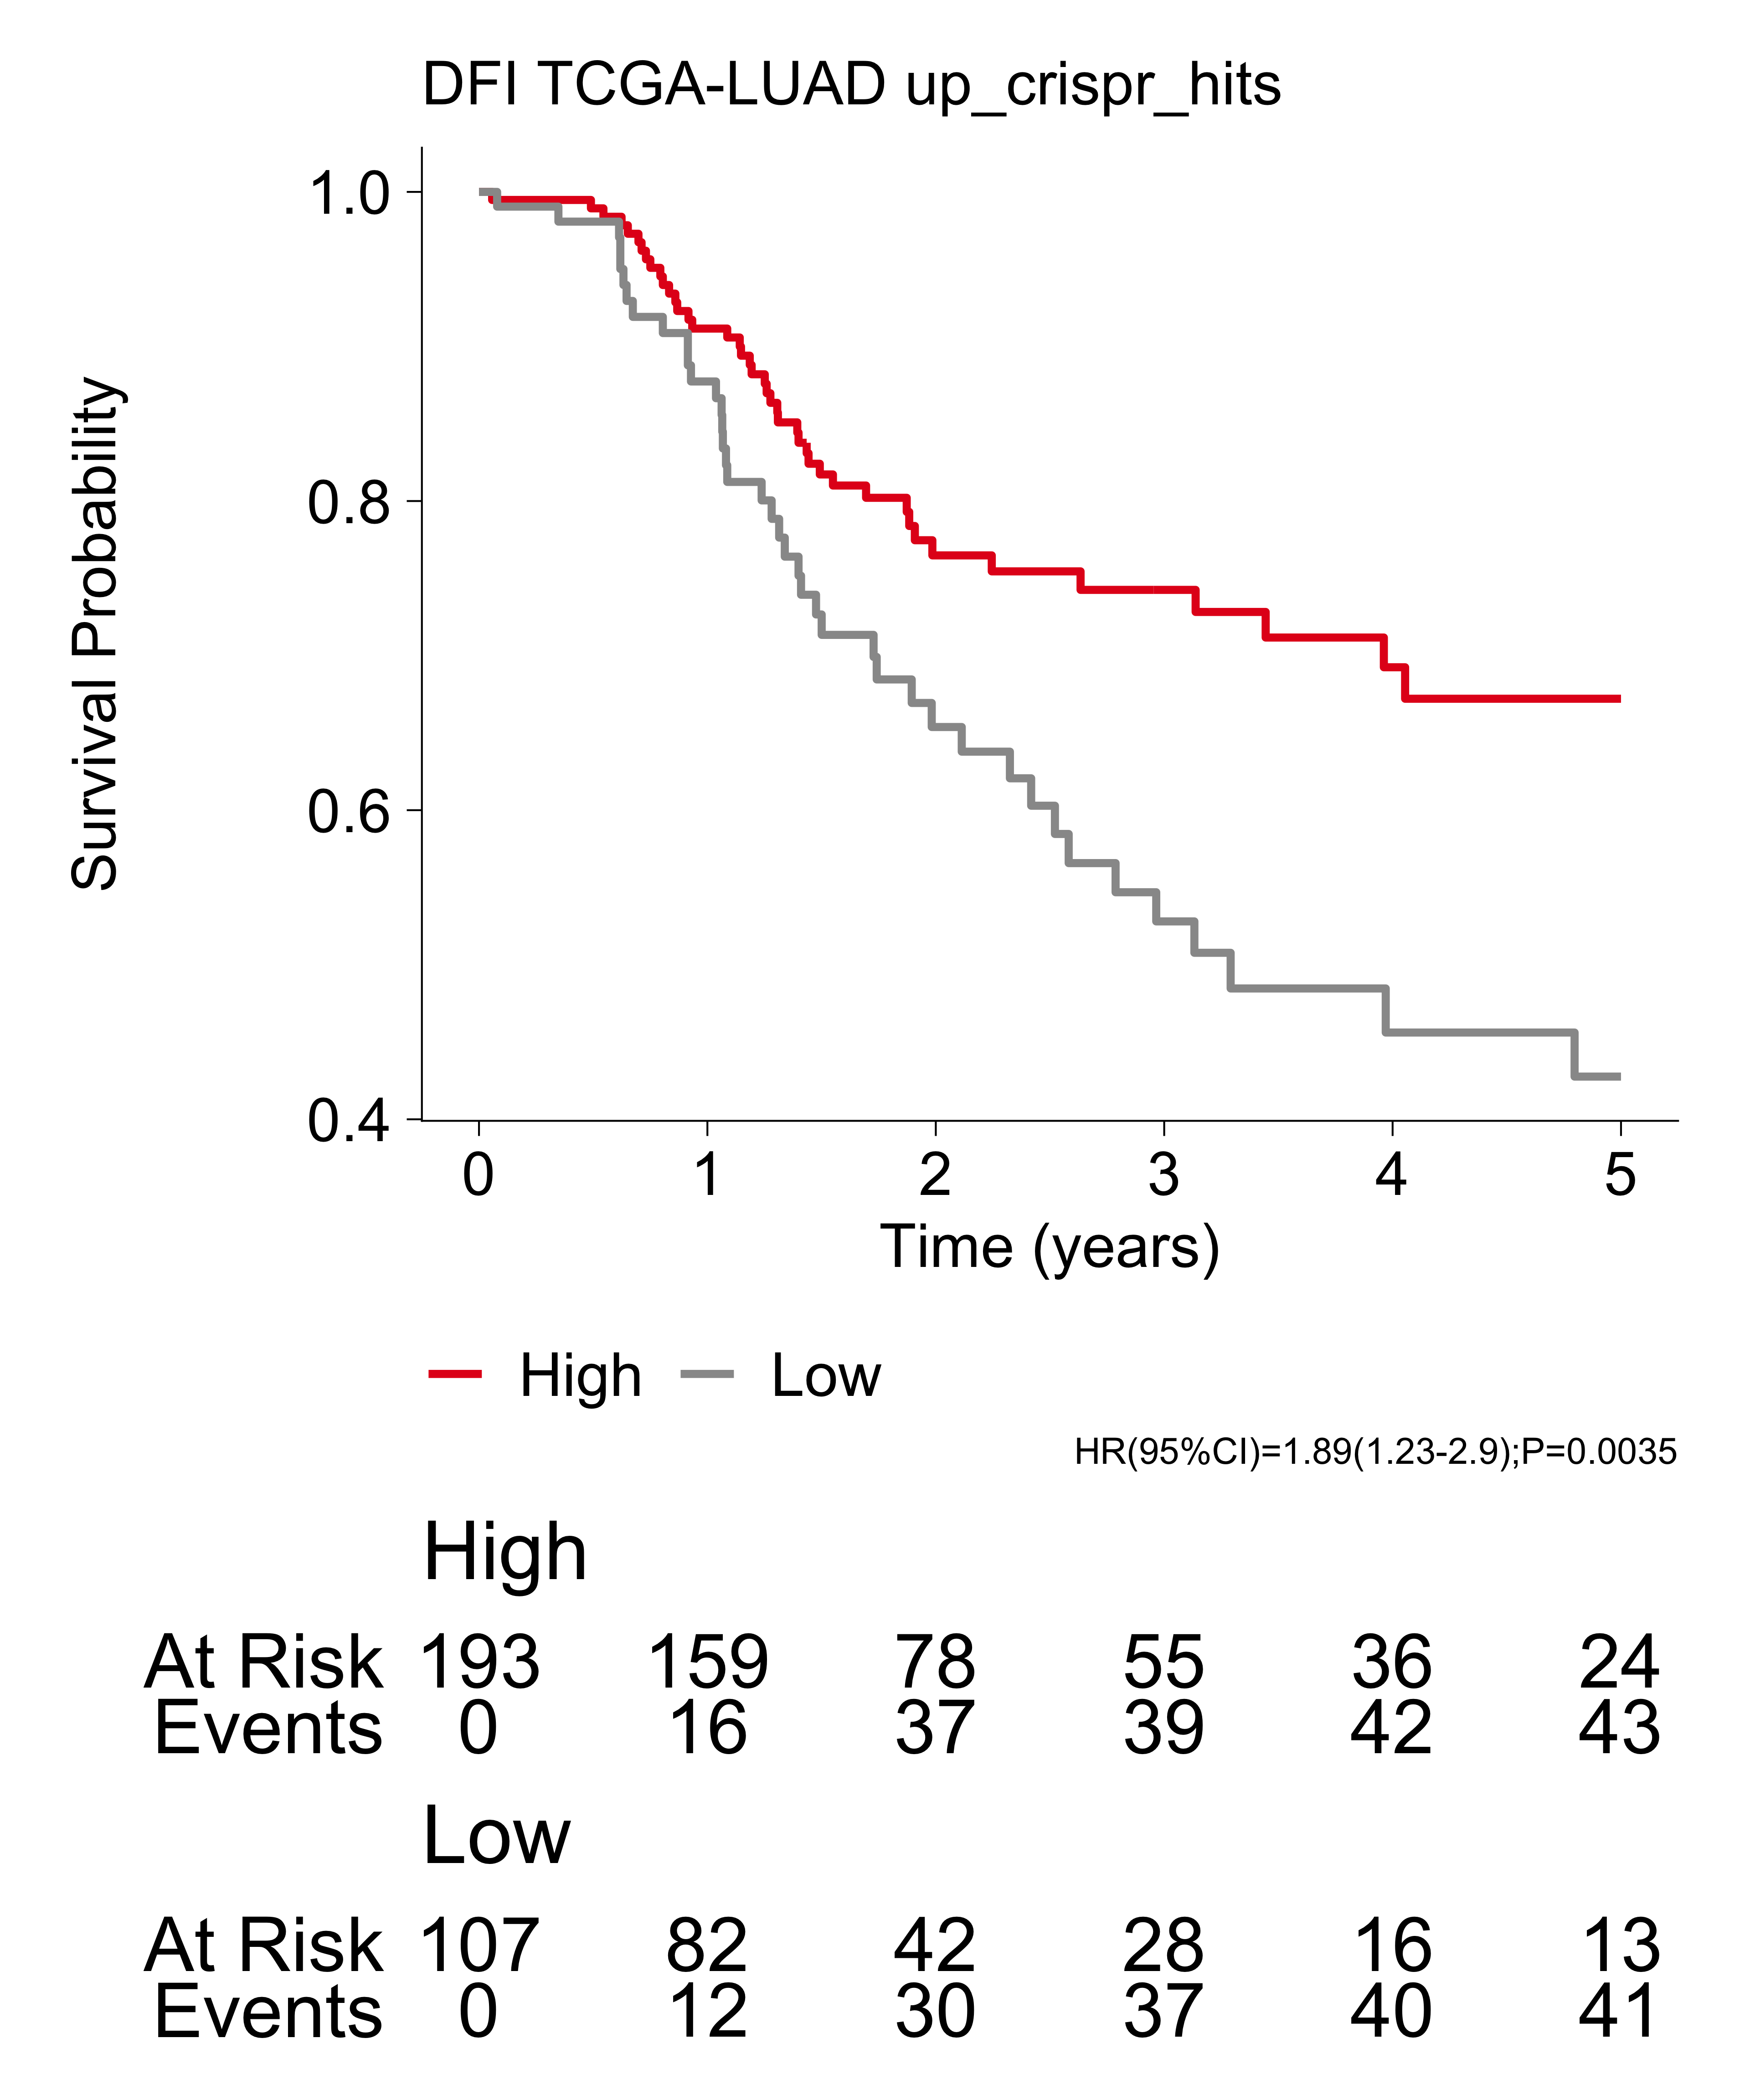 DFI TCGA-LUAD up_crispr_hits
Survival Probability
1.0
0.8
0.6
0.4
0 1 2 3 4 5
Time (years)
High Low
HR(95%CI)=1.89(1.23-2.9);P=0.0035
High
At Risk 193 159 78 55 36 24
Events 0 16 37 39 42 43
Low
At Risk 107 82 42 28 16 13
Events 0 12 30 37 40 41